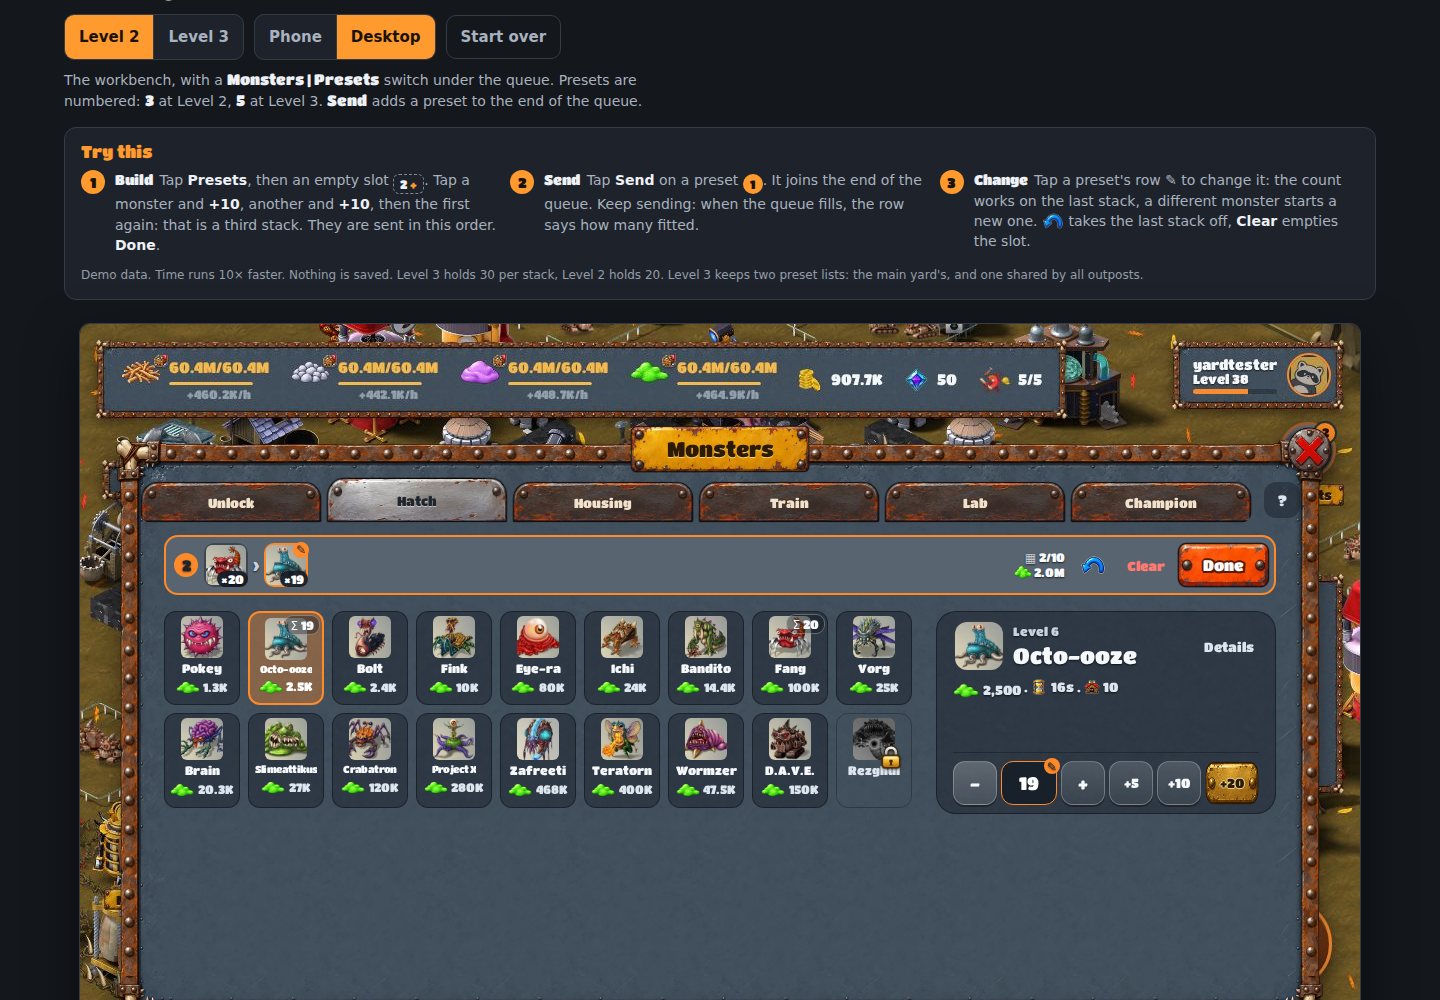 Level 2 Level 3 Phone Desktop Start over
The workbench, with a Monsters|Presets switch under the queue. Presets are
numbered: 3 at Level 2, 5 at Level 3. Send adds a preset to the end of the queue.
Try this
1 Build Tap Presets, then an empty slot 2 +. Tap a
monster and +10, another and +10, then the first
again: that is a third stack. They are sent in this order.
Done.
2 Send Tap Send on a preset 1. It joins the end of the
queue. Keep sending: when the queue fills, the row
says how many fitted.
3 Change Tap a preset's row ✎ to change it: the count
works on the last stack, a different monster starts a
new one. takes the last stack off, Clear empties
the slot.
Demo data. Time runs 10× faster. Nothing is saved. Level 3 holds 30 per stack, Level 2 holds 20. Level 3 keeps two preset lists: the main yard's, and one shared by all outposts.
60.4M/60.4M 60.4M/60.4M 60.4M/60.4M 60.4M/60.4M
+460.2K/h +442.1K/h +448.7K/h +464.9K/h
907.7K 50 5/5
yardtester
Level 38
Monsters
Unlock Hatch Housing Train Lab Champion ?
ts
2 ×20 › ×19
2/10
2.0M
Clear Done
Σ 19 Σ 20
Pokey Octo-ooze Bolt Fink Eye-ra Ichi Bandito Fang Vorg
1.3K 2.5K 2.4K 10K 80K 24K 14.4K 100K 25K
Brain Slimeattikus Crabatron Project X Zafreeti Teratorn Wormzer D.A.V.E. Rezghul
20.3K 27K 120K 280K 468K 400K 47.5K 150K
Level 6
Octo-ooze
Details
2,500 · 16s · 10
− 19 + +5 +10 +20